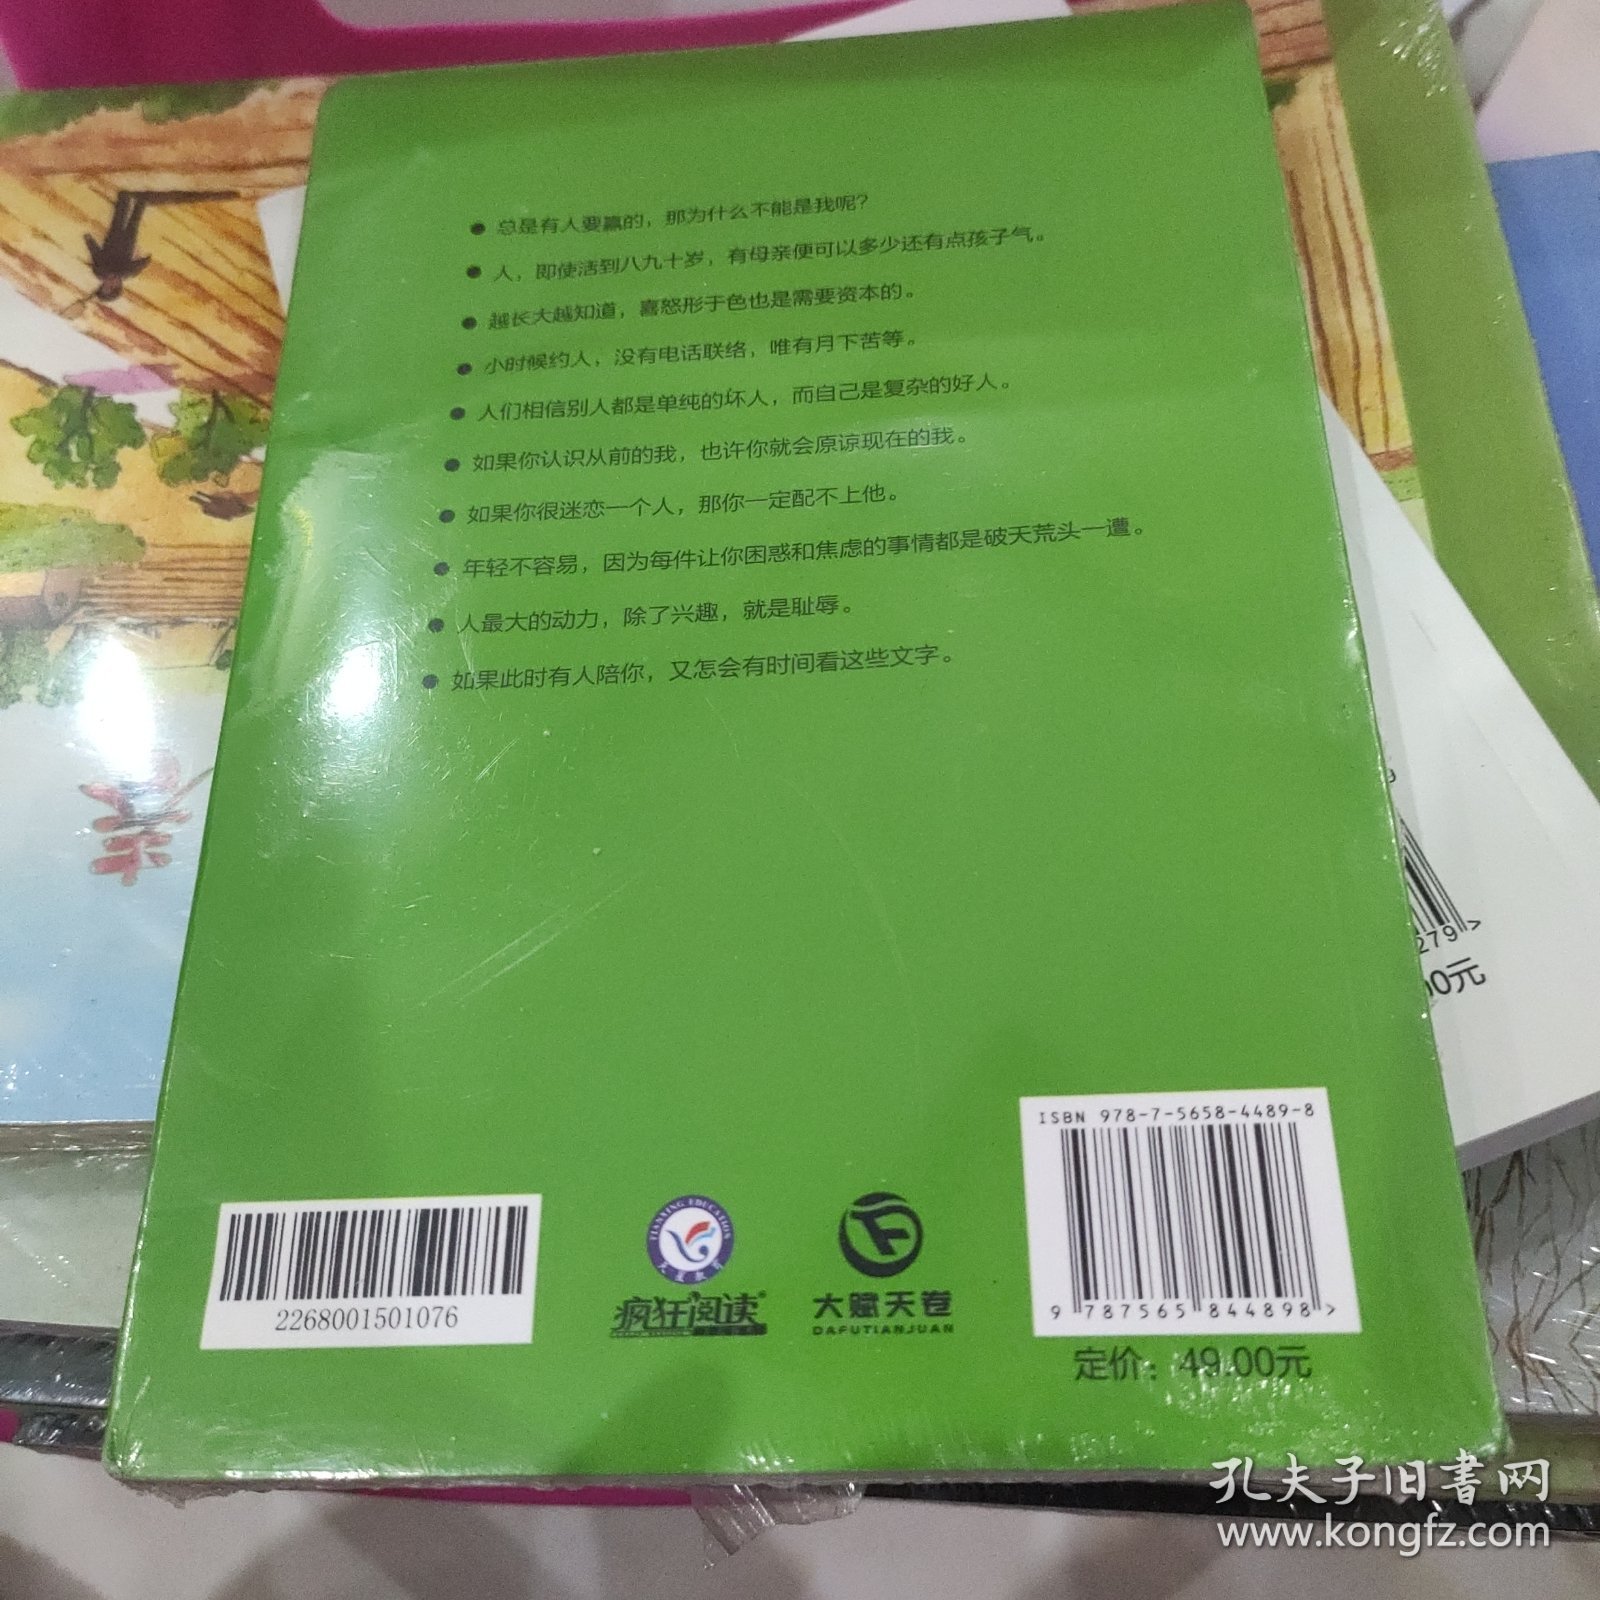 ● 总是有人要赢的，那为什么不能是我呢？
● 人，即使活到八九十岁，有母亲便可以多少还有点孩子气。
● 越长大越知道，喜怒形于色也是需要资本的。
● 小时候约人，没有电话联络，唯有月下苦等。
● 人们相信别人都是单纯的坏人，而自己是复杂的好人。
● 如果你认识从前的我，也许你就会原谅现在的我。
● 如果你很迷恋一个人，那你一定配不上他。
● 年轻不容易，因为每件让你困惑和焦虑的事情都是破天荒头一遭。
● 人最大的动力，除了兴趣，就是耻辱。
● 如果此时有人陪你，又怎会有时间看这些文字。
279>
00元
ISBN 978-7-5658-4489-8
9 787565 844898 >
定价：49.00元
2268001501076
TIANXING EDUCATION
天星教育
疯狂阅读
大赋天卷
DAFUTIANJUAN
孔夫子旧书网
www.kongfz.com